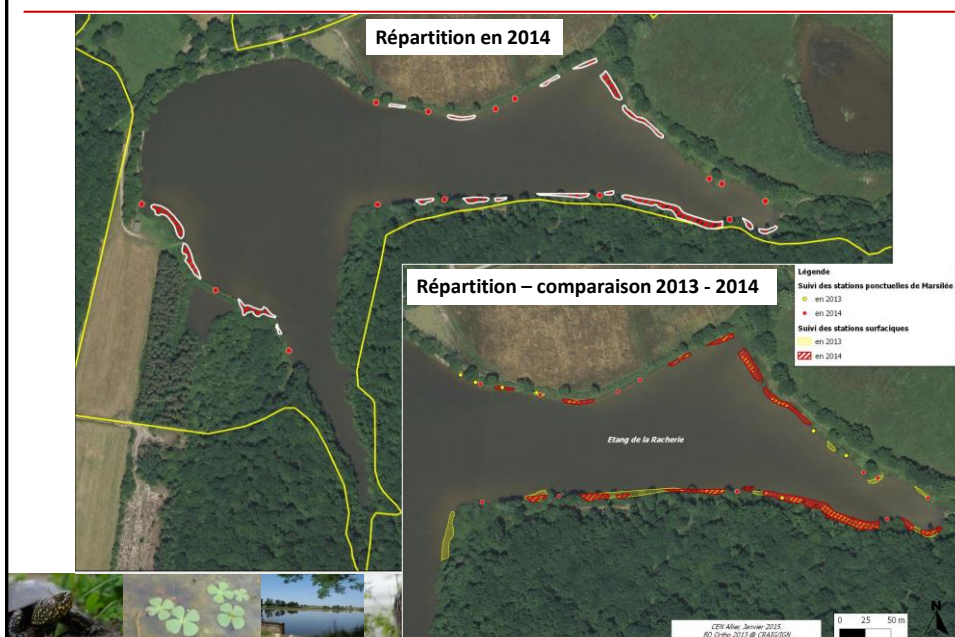 Répartition en 2014
Répartition – comparaison 2013 - 2014
Légende
Suivi des stations ponctuelles de Marsilée
en 2013
en 2014
Suivi des stations surfaciques
en 2013
en 2014
Etang de la Racherie
CEN Allier, Janvier 2015.
BD Ortho 2013 @ CRAIG/IGN
0 25 50 m
N